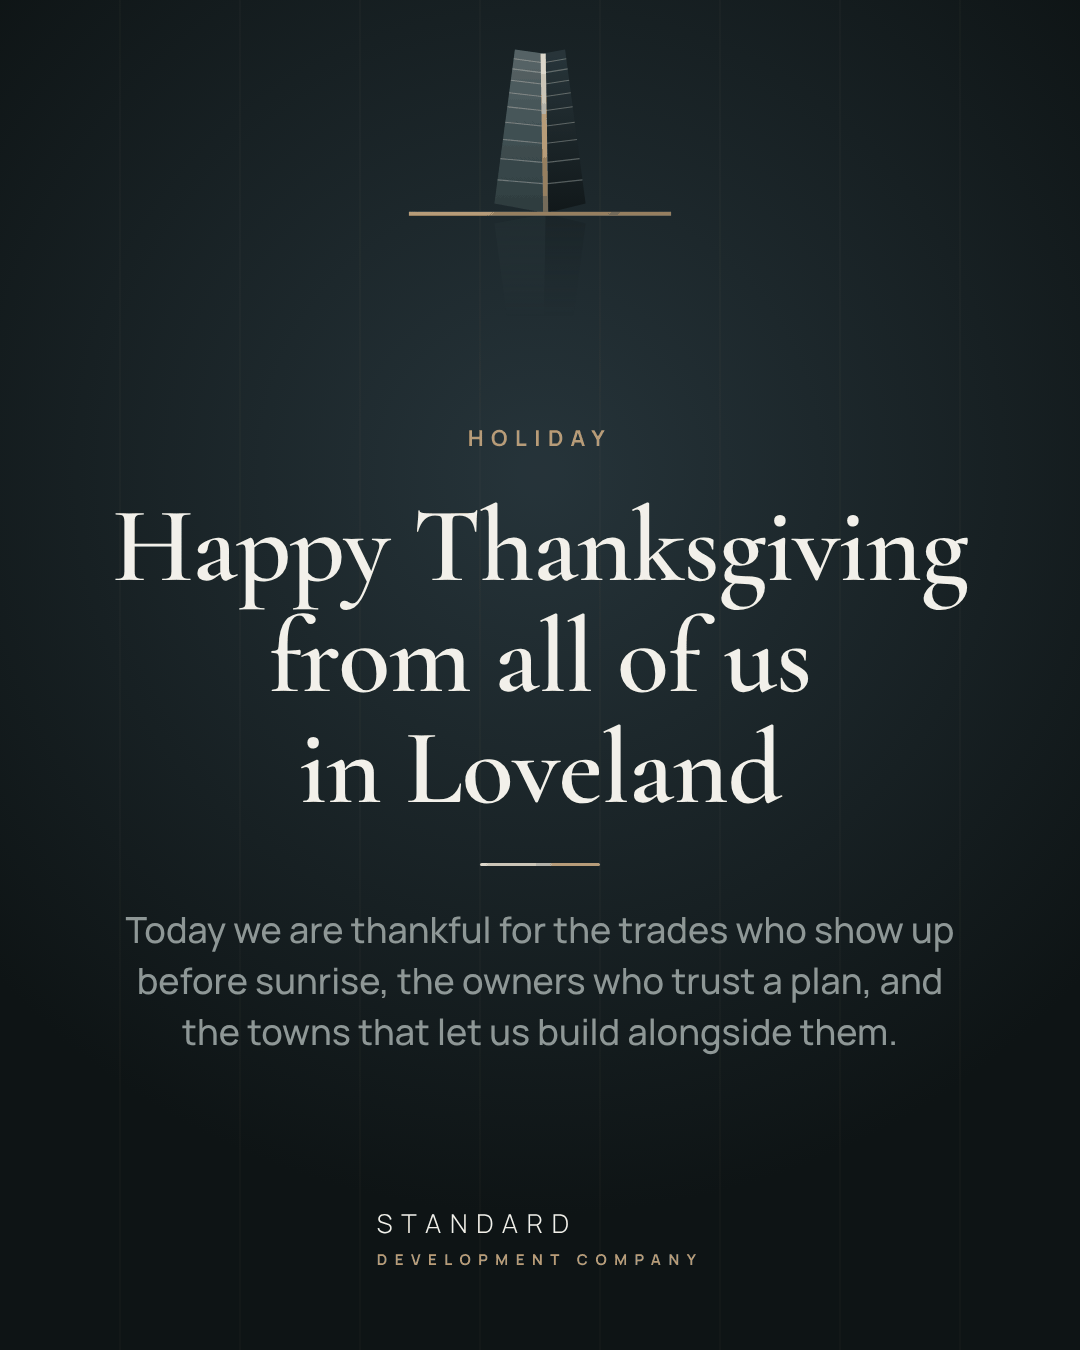 HOLIDAY
Happy Thanksgiving
from all of us
in Loveland
Today we are thankful for the trades who show up
before sunrise, the owners who trust a plan, and
the towns that let us build alongside them.
STANDARD
DEVELOPMENT COMPANY